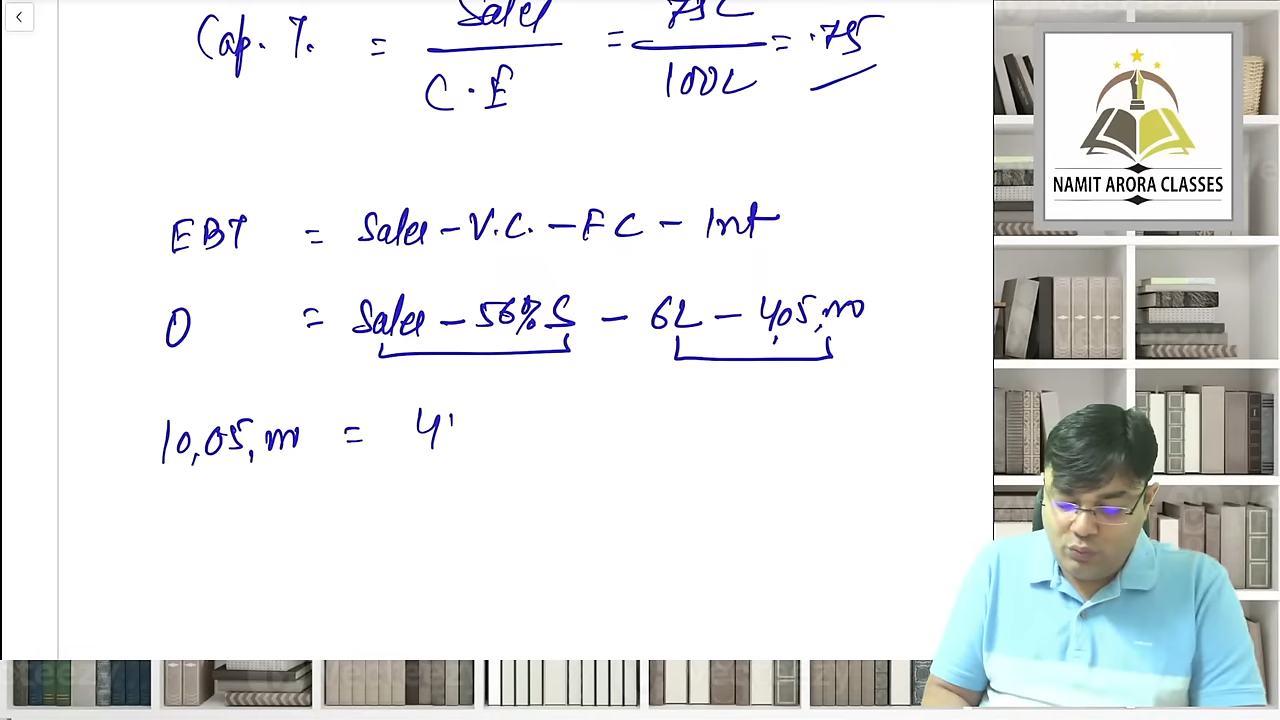 Cap. T. = Sales / C.E = 75L / 100L = .75
EBT = Sales - V.C. - FC - Int
0 = Sales - 56% S - 6L - 4,05,000
10,05,000 = 4
NAMIT ARORA CLASSES